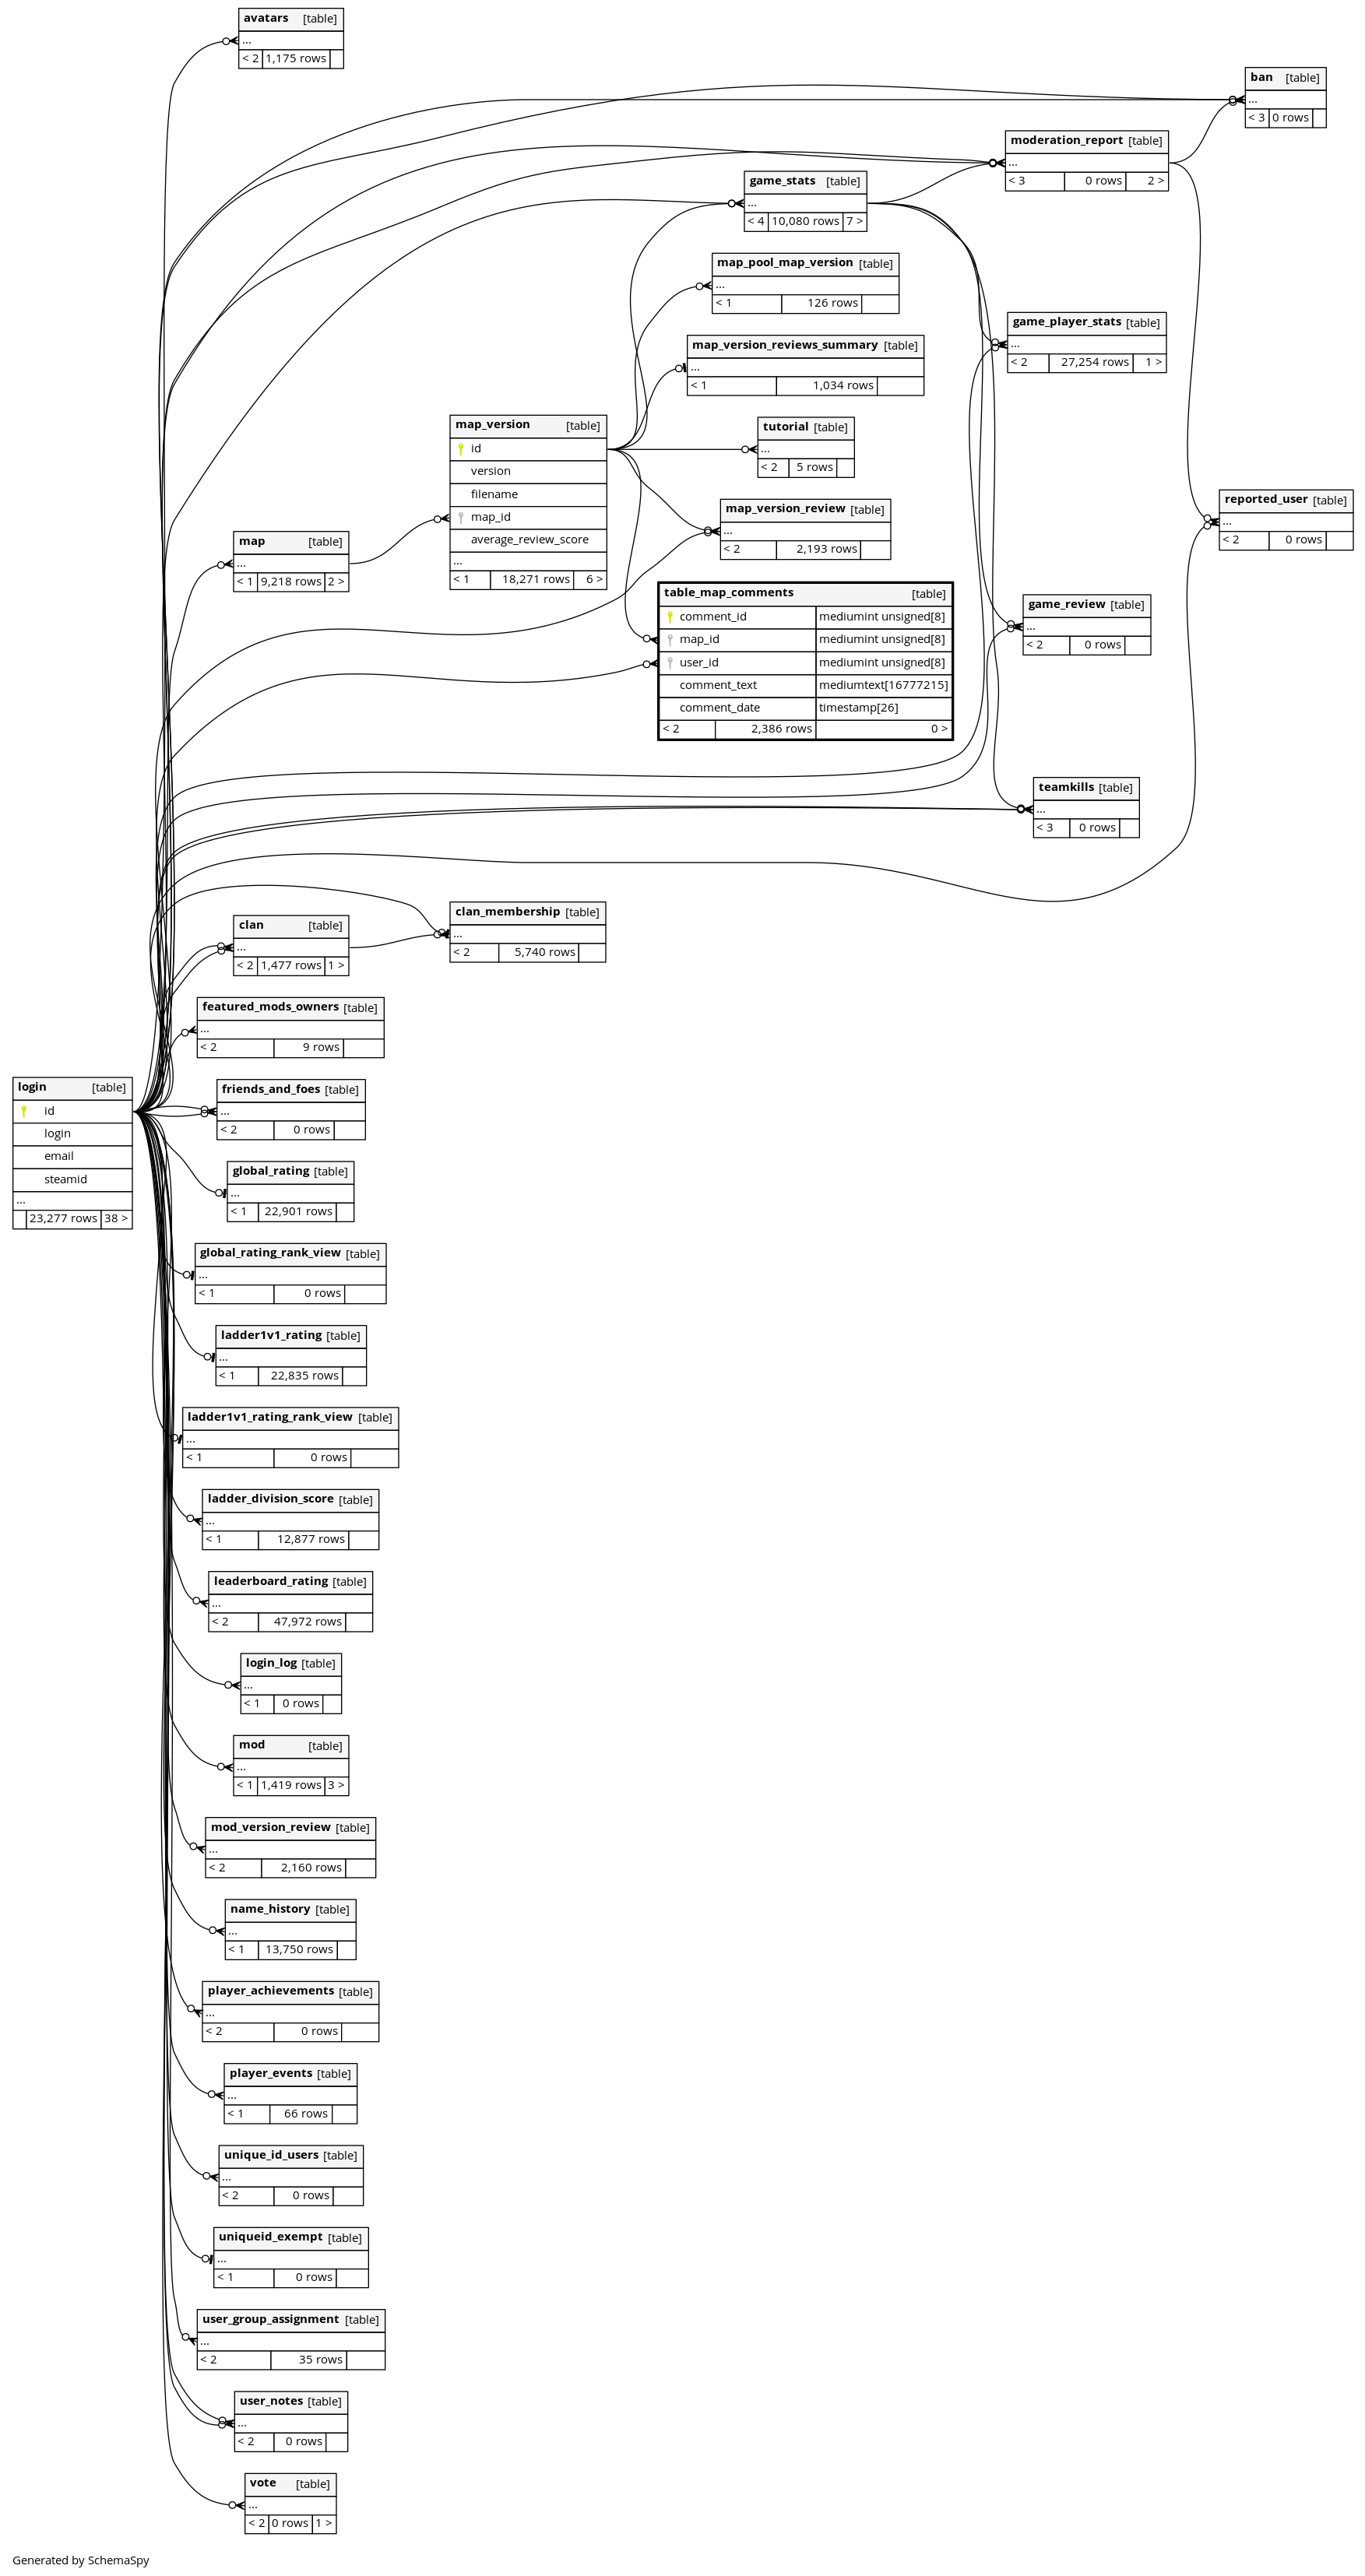 avatars [table]
...
< 2 1,175 rows
ban [table]
...
< 3 0 rows
moderation_report [table]
...
< 3 0 rows 2 >
game_stats [table]
...
< 4 10,080 rows 7 >
map_pool_map_version [table]
...
< 1 126 rows
game_player_stats [table]
...
< 2 27,254 rows 1 >
map_version_reviews_summary [table]
...
< 1 1,034 rows
map_version [table]
id
version
filename
map_id
average_review_score
...
< 1 18,271 rows 6 >
tutorial [table]
...
< 2 5 rows
map_version_review [table]
...
< 2 2,193 rows
reported_user [table]
...
< 2 0 rows
map [table]
...
< 1 9,218 rows 2 >
table_map_comments [table]
comment_id mediumint unsigned[8]
map_id mediumint unsigned[8]
user_id mediumint unsigned[8]
comment_text mediumtext[16777215]
comment_date timestamp[26]
< 2 2,386 rows 0 >
game_review [table]
...
< 2 0 rows
teamkills [table]
...
< 3 0 rows
clan [table]
...
< 2 1,477 rows 1 >
clan_membership [table]
...
< 2 5,740 rows
featured_mods_owners [table]
...
< 2 9 rows
login [table]
id
login
email
steamid
...
23,277 rows 38 >
friends_and_foes [table]
...
< 2 0 rows
global_rating [table]
...
< 1 22,901 rows
global_rating_rank_view [table]
...
< 1 0 rows
ladder1v1_rating [table]
...
< 1 22,835 rows
ladder1v1_rating_rank_view [table]
...
< 1 0 rows
ladder_division_score [table]
...
< 1 12,877 rows
leaderboard_rating [table]
...
< 2 47,972 rows
login_log [table]
...
< 1 0 rows
mod [table]
...
< 1 1,419 rows 3 >
mod_version_review [table]
...
< 2 2,160 rows
name_history [table]
...
< 1 13,750 rows
player_achievements [table]
...
< 2 0 rows
player_events [table]
...
< 1 66 rows
unique_id_users [table]
...
< 2 0 rows
uniqueid_exempt [table]
...
< 1 0 rows
user_group_assignment [table]
...
< 2 35 rows
user_notes [table]
...
< 2 0 rows
vote [table]
...
< 2 0 rows 1 >
Generated by SchemaSpy